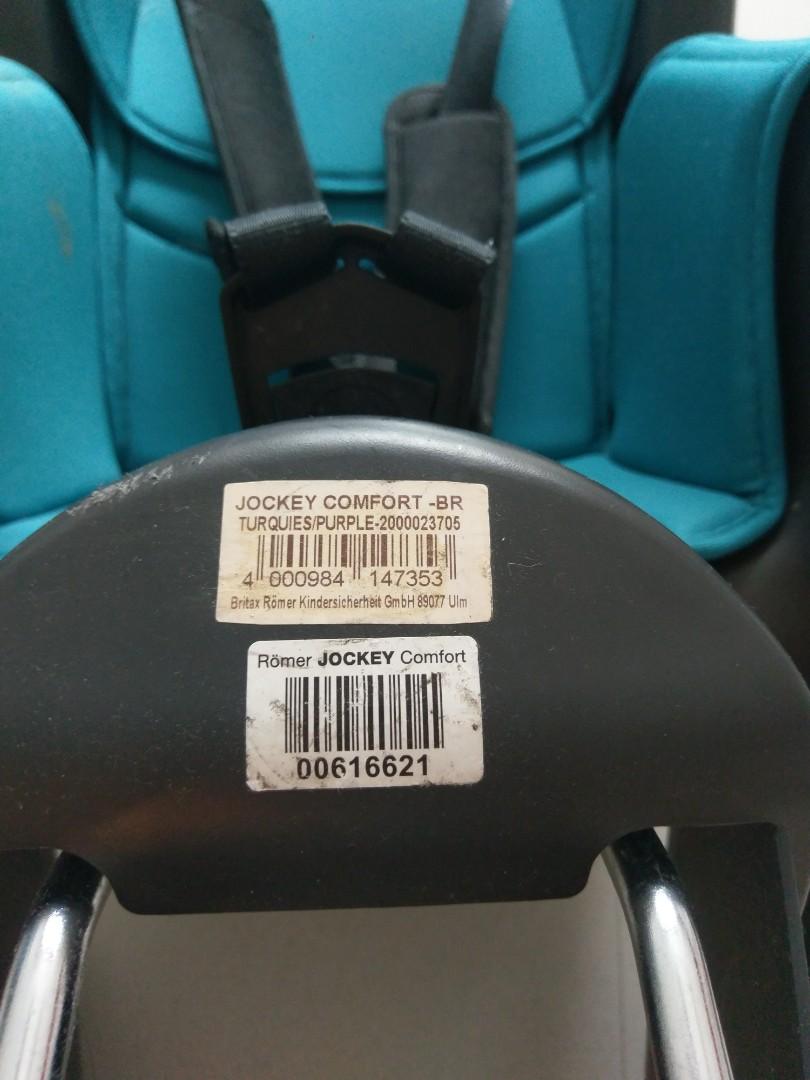 JOCKEY COMFORT -BR
TURQUIES/PURPLE-2000023705
4 000984 147353
Britax Römer Kindersicherheit GmbH 89077 Ulm
Römer JOCKEY Comfort
00616621